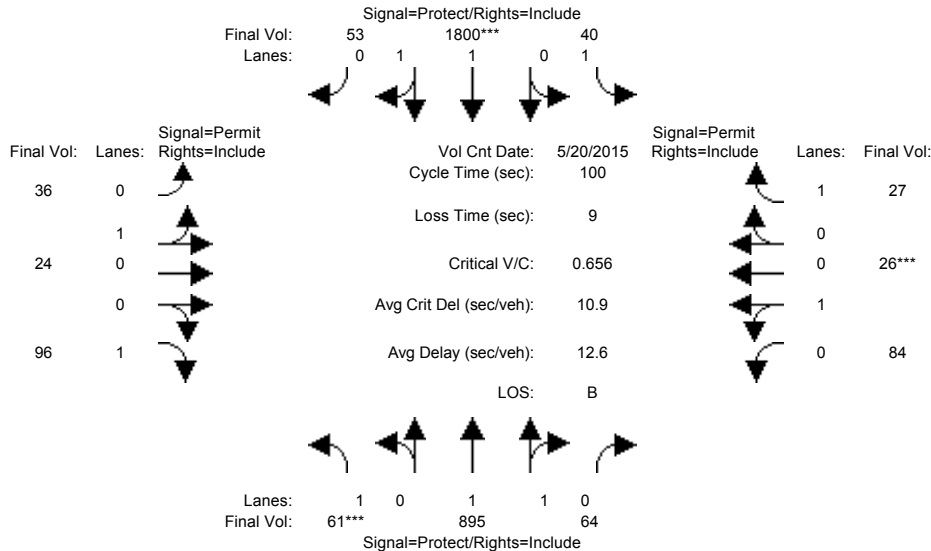 Signal=Protect/Rights=Include
Final Vol: 53 1800*** 40
Lanes: 0 1 1 0 1
Signal=Permit Signal=Permit
Final Vol: Lanes: Rights=Include Vol Cnt Date: 5/20/2015 Rights=Include Lanes: Final Vol:
Cycle Time (sec): 100
36 0 1 27
Loss Time (sec): 9
1 0
24 0 Critical V/C: 0.656 0 26***
0 Avg Crit Del (sec/veh): 10.9 1
96 1 Avg Delay (sec/veh): 12.6 0 84
LOS: B
Lanes: 1 0 1 1 0
Final Vol: 61*** 895 64
Signal=Protect/Rights=Include